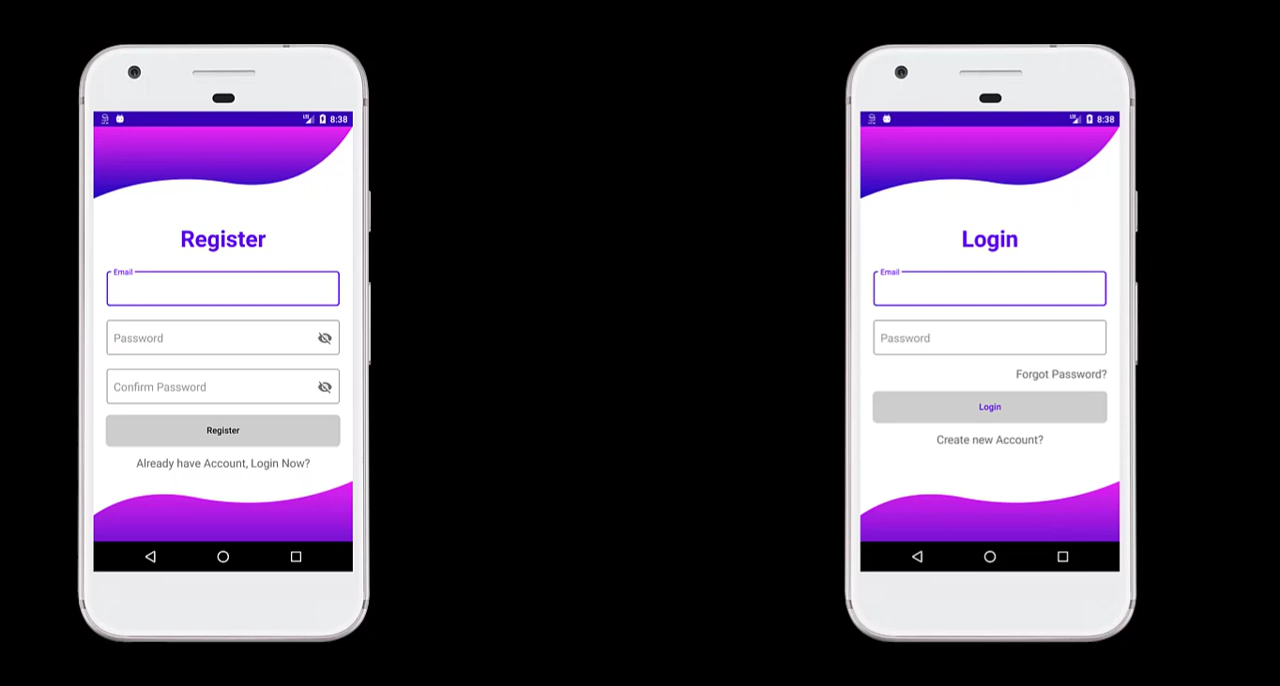 8:38
Register
Email
Password
Confirm Password
Register
Already have Account, Login Now?
8:38
Login
Email
Password
Forgot Password?
Login
Create new Account?